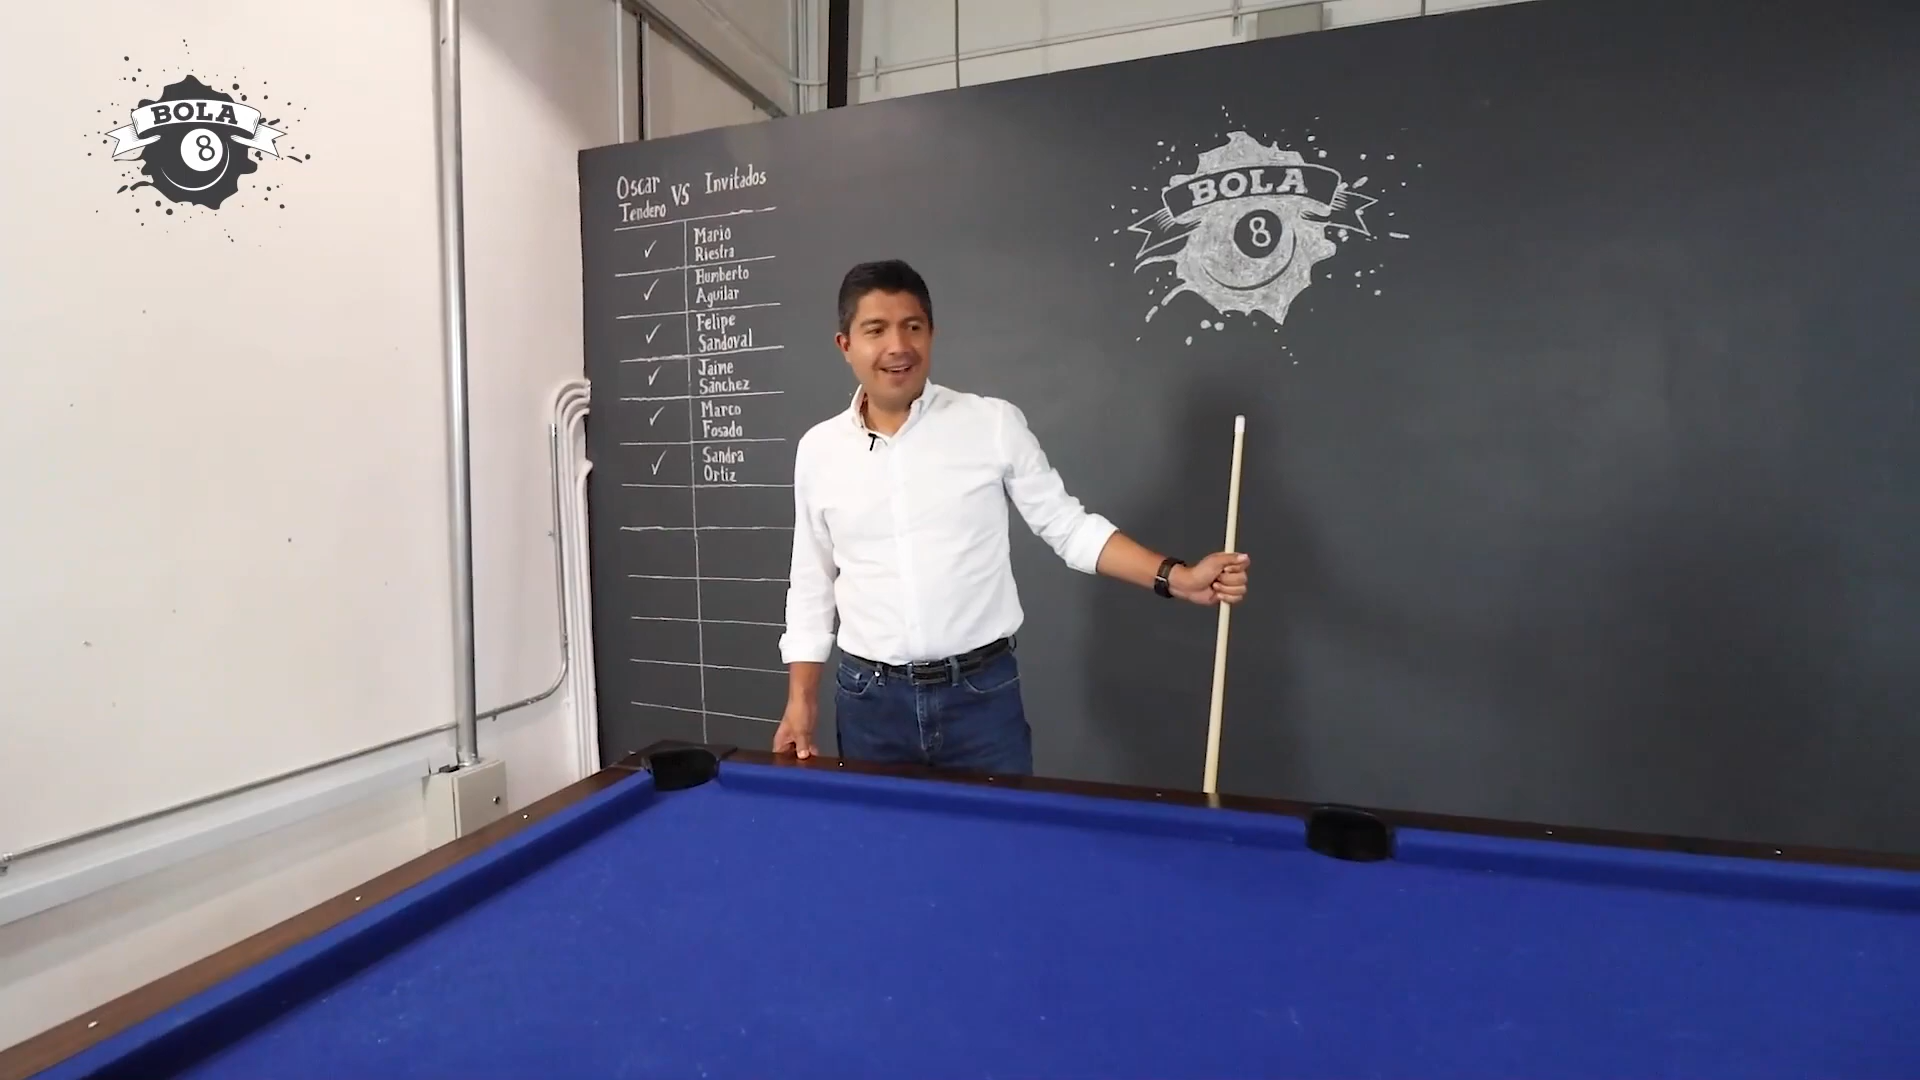 BOLA
8
Oscar
Tendero
VS
Invitados
Mario
Riestra
Humberto
Aguilar
Felipe
Sandoval
Jaime
Sánchez
Marco
Fosado
Sandra
Ortiz
BOLA
8